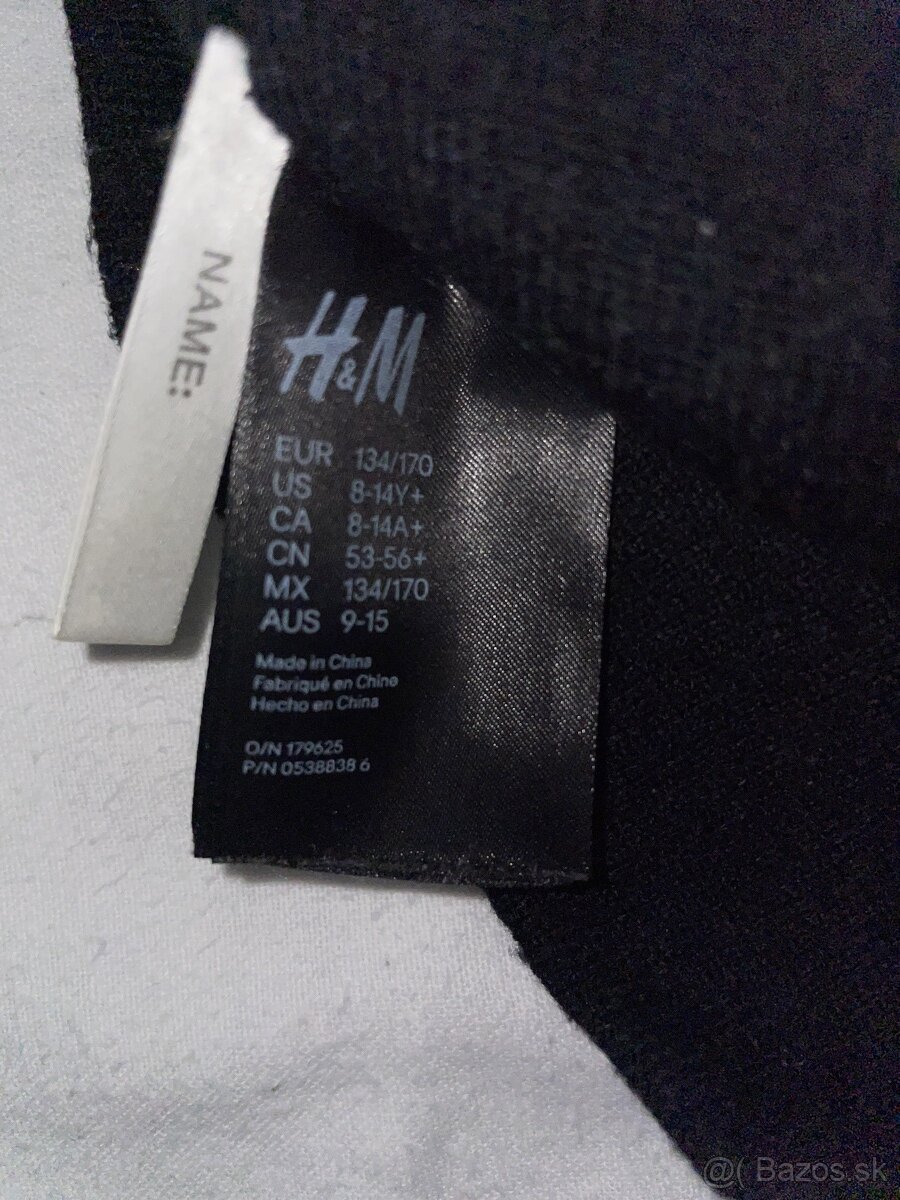 NAME:
H&M
EUR 134/170
US 8-14Y+
CA 8-14A+
CN 53-56+
MX 134/170
AUS 9-15
Made in China
Fabriqué en Chine
Hecho en China
O/N 179625
P/N 0538838 6
@( Bazos.sk